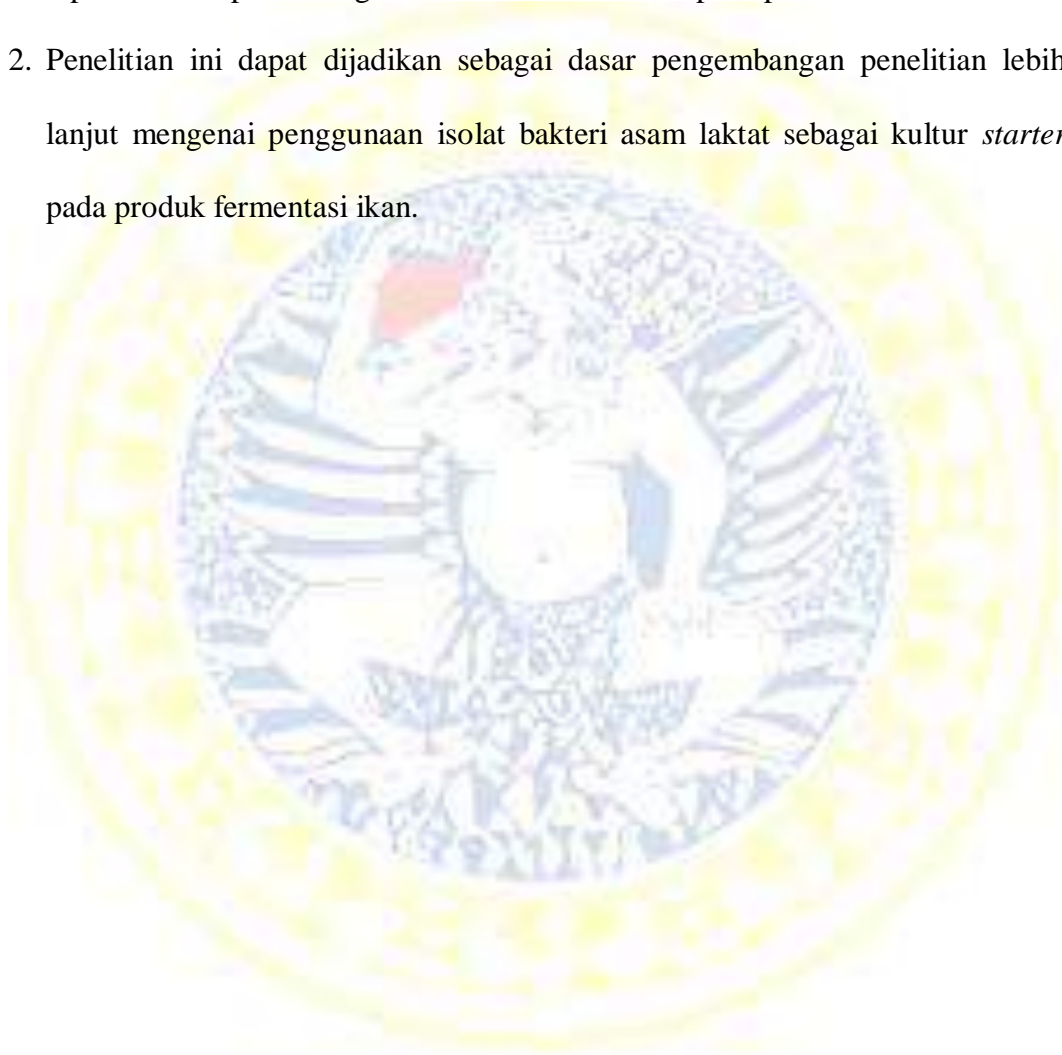 2. Penelitian ini dapat dijadikan sebagai dasar pengembangan penelitian lebih
lanjut mengenai penggunaan isolat bakteri asam laktat sebagai kultur starter
pada produk fermentasi ikan.